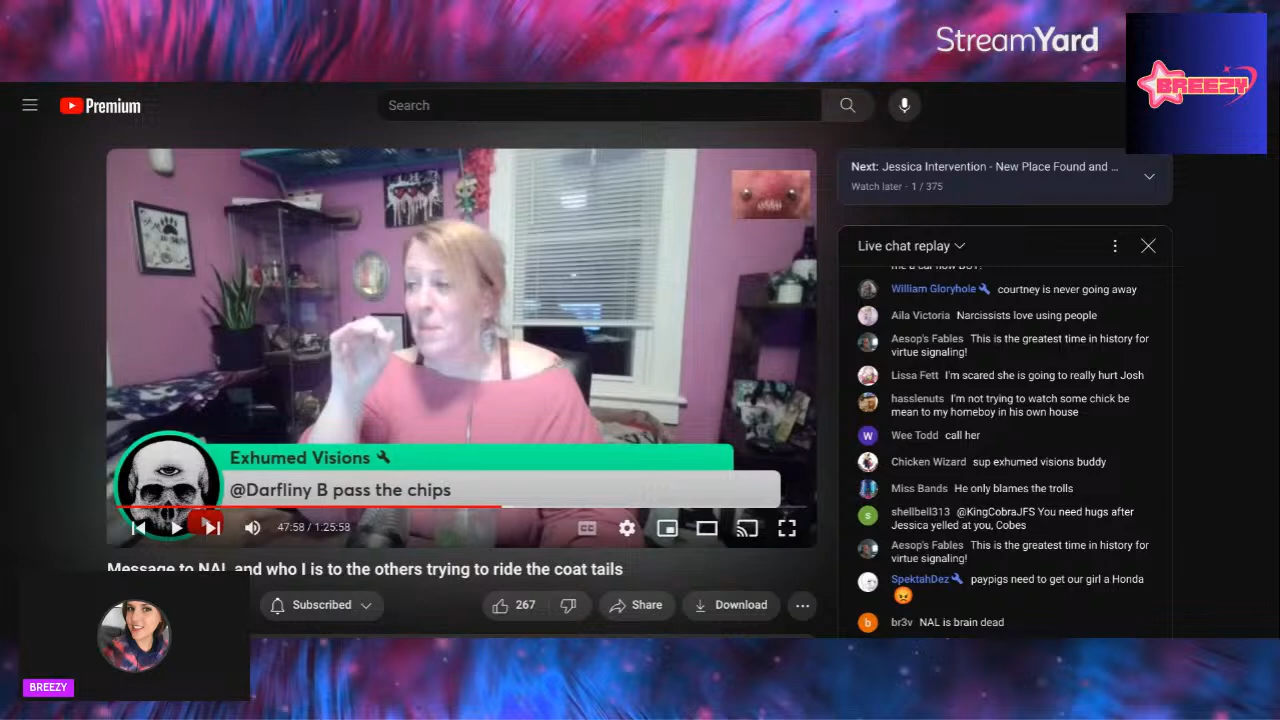 StreamYard
BREEZY
Premium
Search
Next: Jessica Intervention - New Place Found and ...
Watch later · 1 / 375
Live chat replay
William Gloryhole courtney is never going away
Aila Victoria Narcissists love using people
Aesop's Fables This is the greatest time in history for
virtue signaling!
Lissa Fett I'm scared she is going to really hurt Josh
hasslenuts I'm not trying to watch some chick be
mean to my homeboy in his own house
W Wee Todd call her
Chicken Wizard sup exhumed visions buddy
Miss Bands He only blames the trolls
s shellbell313 @KingCobraJFS You need hugs after
Jessica yelled at you, Cobes
Aesop's Fables This is the greatest time in history for
virtue signaling!
SpektahDez paypigs need to get our girl a Honda
b br3v NAL is brain dead
Exhumed Visions
@Darfliny B pass the chips
47:58 / 1:25:58
CC
Message to NAL and who I is to the others trying to ride the coat tails
Subscribed
267
Share
Download
...
BREEZY